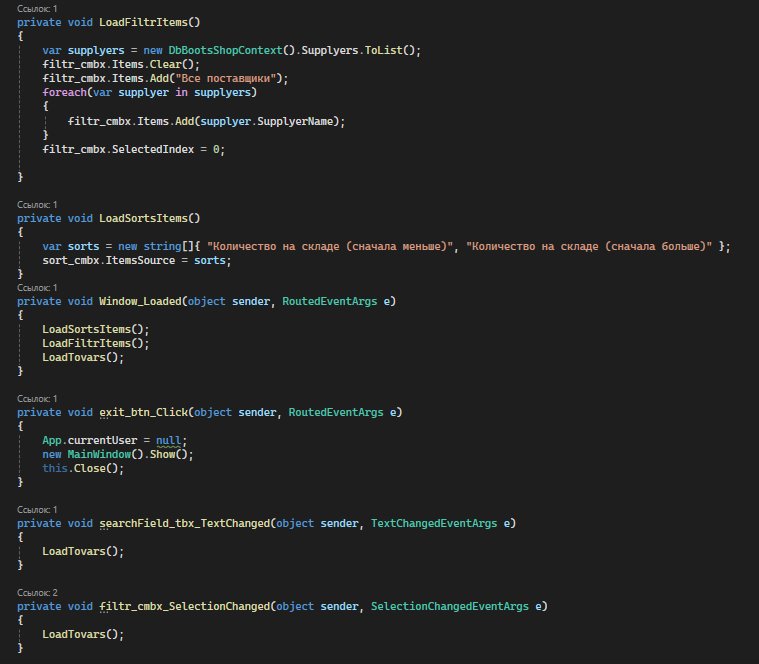 Ссылок: 1
private void LoadFiltrItems()
{
var supplyers = new DbBootsShopContext().Supplyers.ToList();
filtr_cmbx.Items.Clear();
filtr_cmbx.Items.Add("Все поставщики");
foreach(var supplyer in supplyers)
{
filtr_cmbx.Items.Add(supplyer.SupplyerName);
}
filtr_cmbx.SelectedIndex = 0;
}
Ссылок: 1
private void LoadSortsItems()
{
var sorts = new string[]{ "Количество на складе (сначала меньше)", "Количество на складе (сначала больше)" };
sort_cmbx.ItemsSource = sorts;
}
Ссылок: 1
private void Window_Loaded(object sender, RoutedEventArgs e)
{
LoadSortsItems();
LoadFiltrItems();
LoadTovars();
}
Ссылок: 1
private void exit_btn_Click(object sender, RoutedEventArgs e)
{
App.currentUser = null;
new MainWindow().Show();
this.Close();
}
Ссылок: 1
private void searchField_tbx_TextChanged(object sender, TextChangedEventArgs e)
{
LoadTovars();
}
Ссылок: 2
private void filtr_cmbx_SelectionChanged(object sender, SelectionChangedEventArgs e)
{
LoadTovars();
}